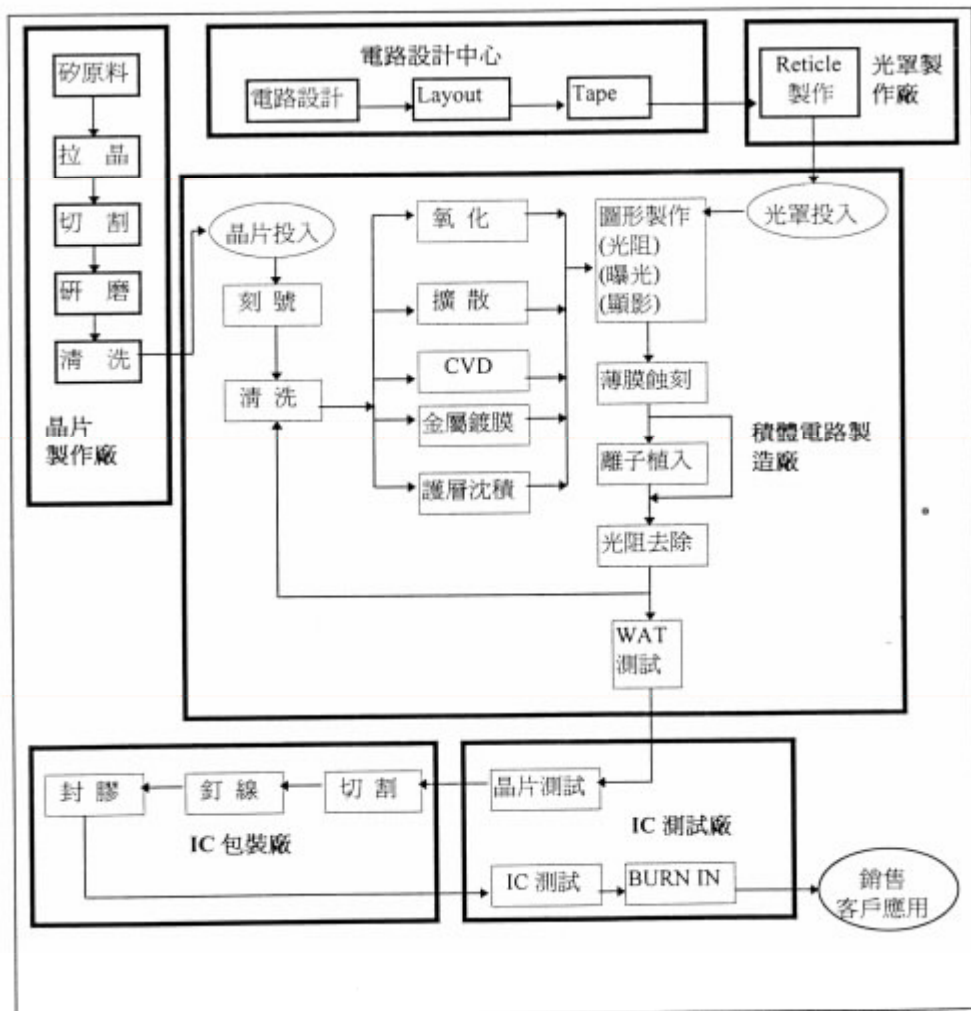 矽原料
拉 晶
切 割
研 磨
清 洗
晶片
製作廠
電路設計中心
電路設計
Layout
Tape
Reticle
製作
光罩製
作廠
晶片投入
刻 號
清 洗
氧 化
擴 散
CVD
金屬鍍膜
護層沈積
圖形製作
(光阻)
(曝光)
(顯影)
光罩投入
薄膜蝕刻
離子植入
光阻去除
積體電路製
造廠
WAT
測試
封 膠
釘 線
切 割
IC 包裝廠
晶片測試
IC 測試廠
IC 測試
BURN IN
銷售
客戶應用